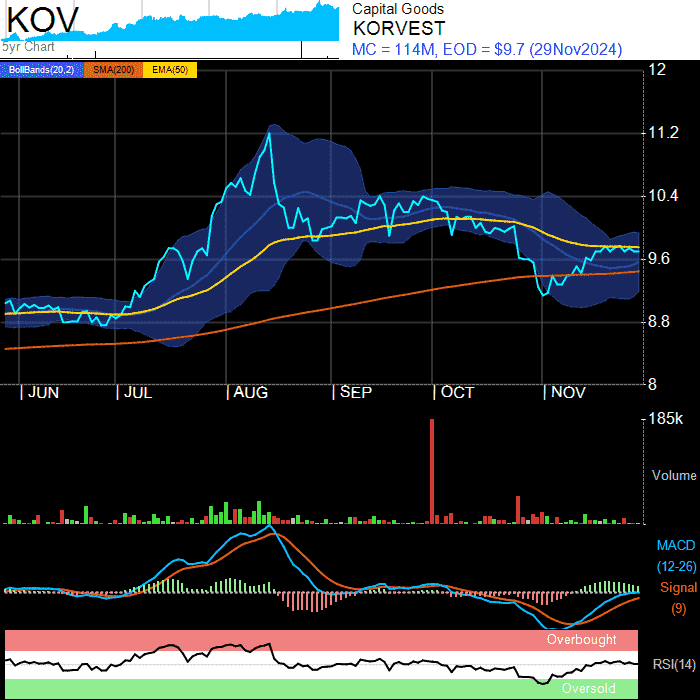 KOV
5yr Chart
Capital Goods
KORVEST
MC = 114M, EOD = $9.7 (29Nov2024)
BollBands(20,2) SMA(200) EMA(50)
12
11.2
10.4
9.6
8.8
8
JUN JUL AUG SEP OCT NOV
185k
Volume
MACD
(12-26)
Signal
(9)
Overbought
RSI(14)
Oversold